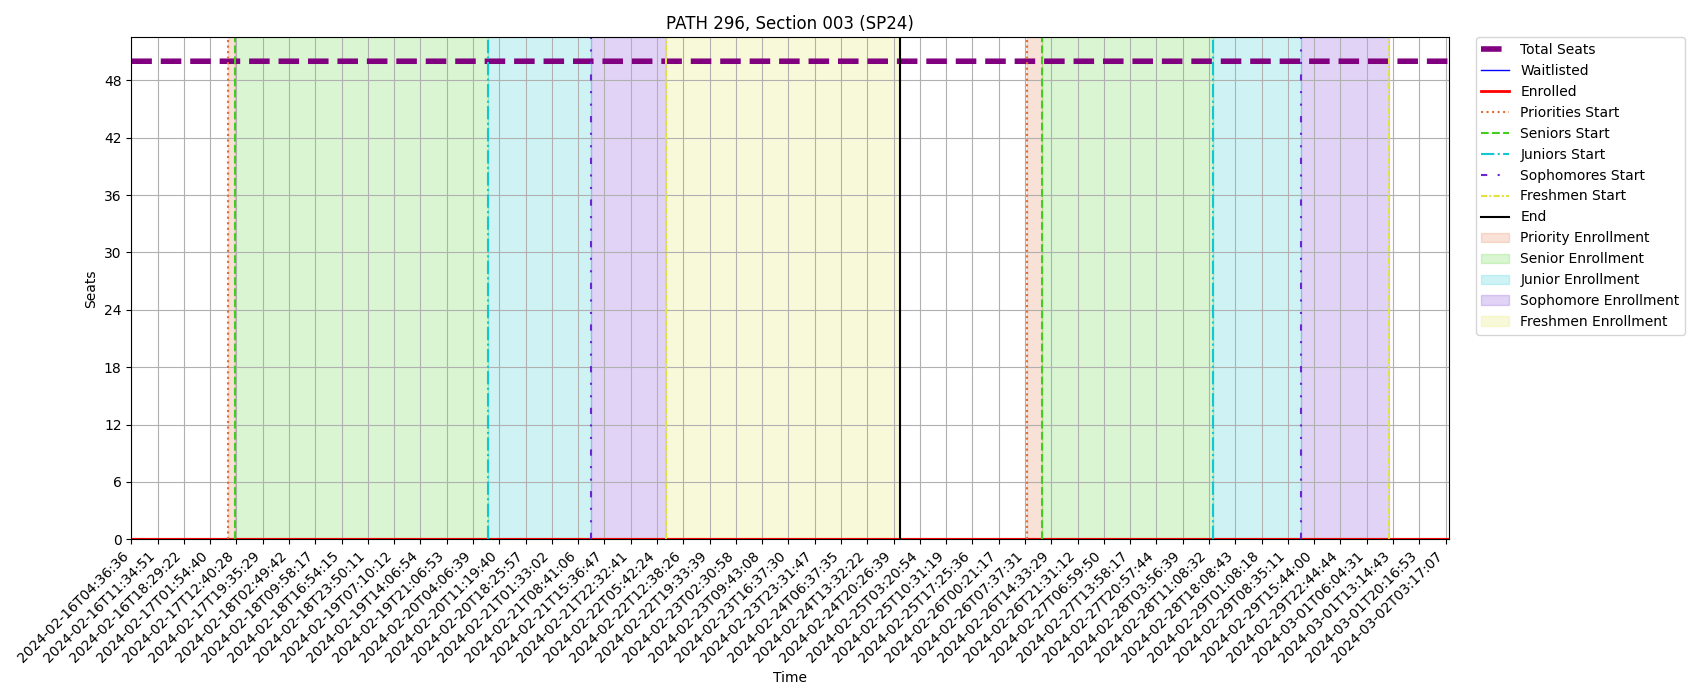 PATH 296, Section 003 (SP24)
Seats
48
42
36
30
24
18
12
6
0
2024-02-16T04:36:36
2024-02-16T11:34:51
2024-02-16T18:29:22
2024-02-17T01:54:40
2024-02-17T12:40:28
2024-02-17T19:35:29
2024-02-18T02:49:42
2024-02-18T09:58:17
2024-02-18T16:54:15
2024-02-18T23:50:11
2024-02-19T07:10:12
2024-02-19T14:06:54
2024-02-19T21:06:53
2024-02-20T04:06:39
2024-02-20T11:19:40
2024-02-20T18:25:57
2024-02-21T01:33:02
2024-02-21T08:41:06
2024-02-21T15:36:47
2024-02-21T22:32:41
2024-02-22T05:42:24
2024-02-22T12:38:26
2024-02-22T19:33:39
2024-02-23T02:30:58
2024-02-23T09:43:08
2024-02-23T16:37:30
2024-02-23T23:31:47
2024-02-24T06:37:35
2024-02-24T13:32:22
2024-02-24T20:26:39
2024-02-25T03:20:54
2024-02-25T10:31:19
2024-02-25T17:25:36
2024-02-26T00:21:17
2024-02-26T07:37:31
2024-02-26T14:33:29
2024-02-26T21:31:12
2024-02-27T06:59:50
2024-02-27T13:58:17
2024-02-27T20:57:44
2024-02-28T03:56:39
2024-02-28T11:08:32
2024-02-28T18:08:43
2024-02-29T01:08:18
2024-02-29T08:35:11
2024-02-29T15:44:00
2024-02-29T22:44:44
2024-03-01T06:04:31
2024-03-01T13:14:43
2024-03-01T20:16:53
2024-03-02T03:17:07
Time
Total Seats
Waitlisted
Enrolled
Priorities Start
Seniors Start
Juniors Start
Sophomores Start
Freshmen Start
End
Priority Enrollment
Senior Enrollment
Junior Enrollment
Sophomore Enrollment
Freshmen Enrollment